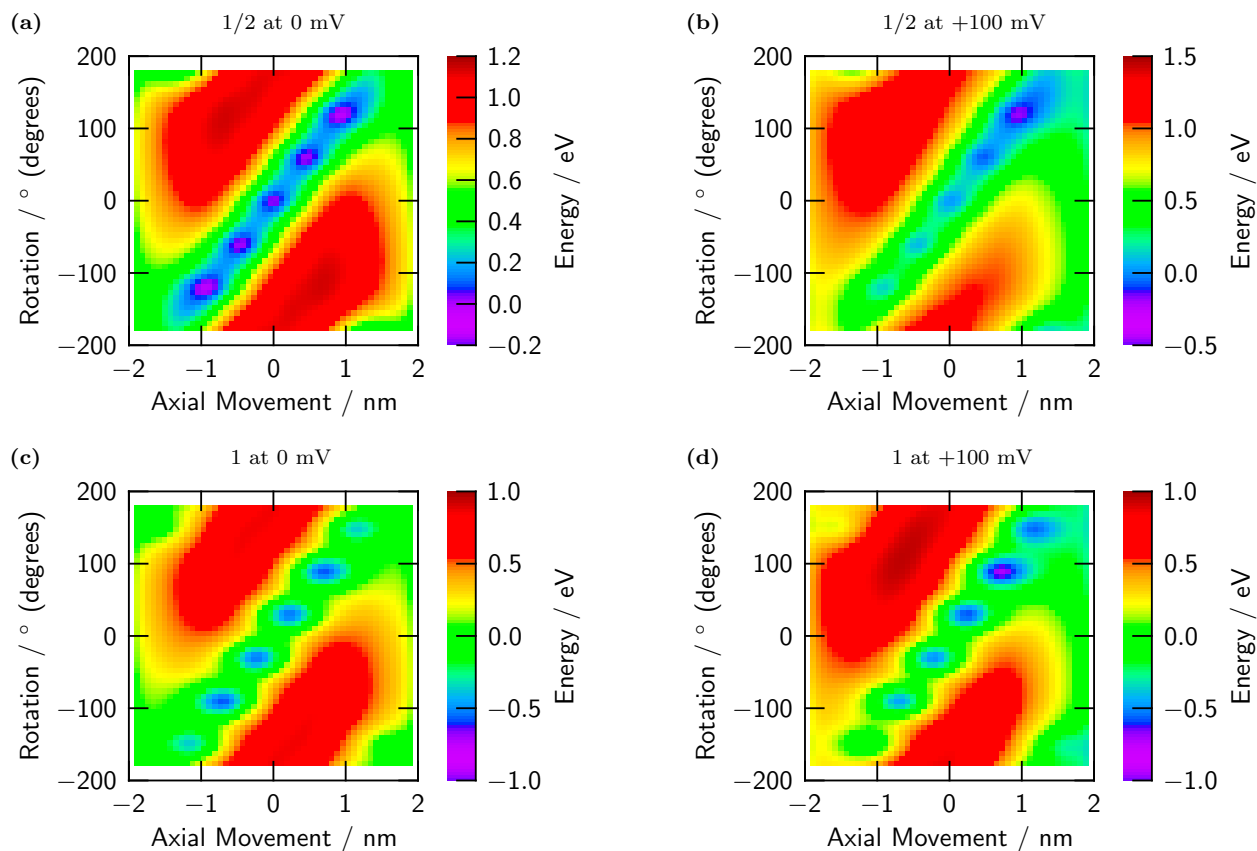 (a) 1/2 at 0 mV
200
100
0
−100
−200
Rotation / ° (degrees)
−2 −1 0 1 2
Axial Movement / nm
1.2
1.0
0.8
0.6
0.4
0.2
0.0
−0.2
Energy / eV
(b) 1/2 at +100 mV
200
100
0
−100
−200
Rotation / ° (degrees)
−2 −1 0 1 2
Axial Movement / nm
1.5
1.0
0.5
0.0
−0.5
Energy / eV
(c) 1 at 0 mV
200
100
0
−100
−200
Rotation / ° (degrees)
−2 −1 0 1 2
Axial Movement / nm
1.0
0.5
0.0
−0.5
−1.0
Energy / eV
(d) 1 at +100 mV
200
100
0
−100
−200
Rotation / ° (degrees)
−2 −1 0 1 2
Axial Movement / nm
1.0
0.5
0.0
−0.5
−1.0
Energy / eV